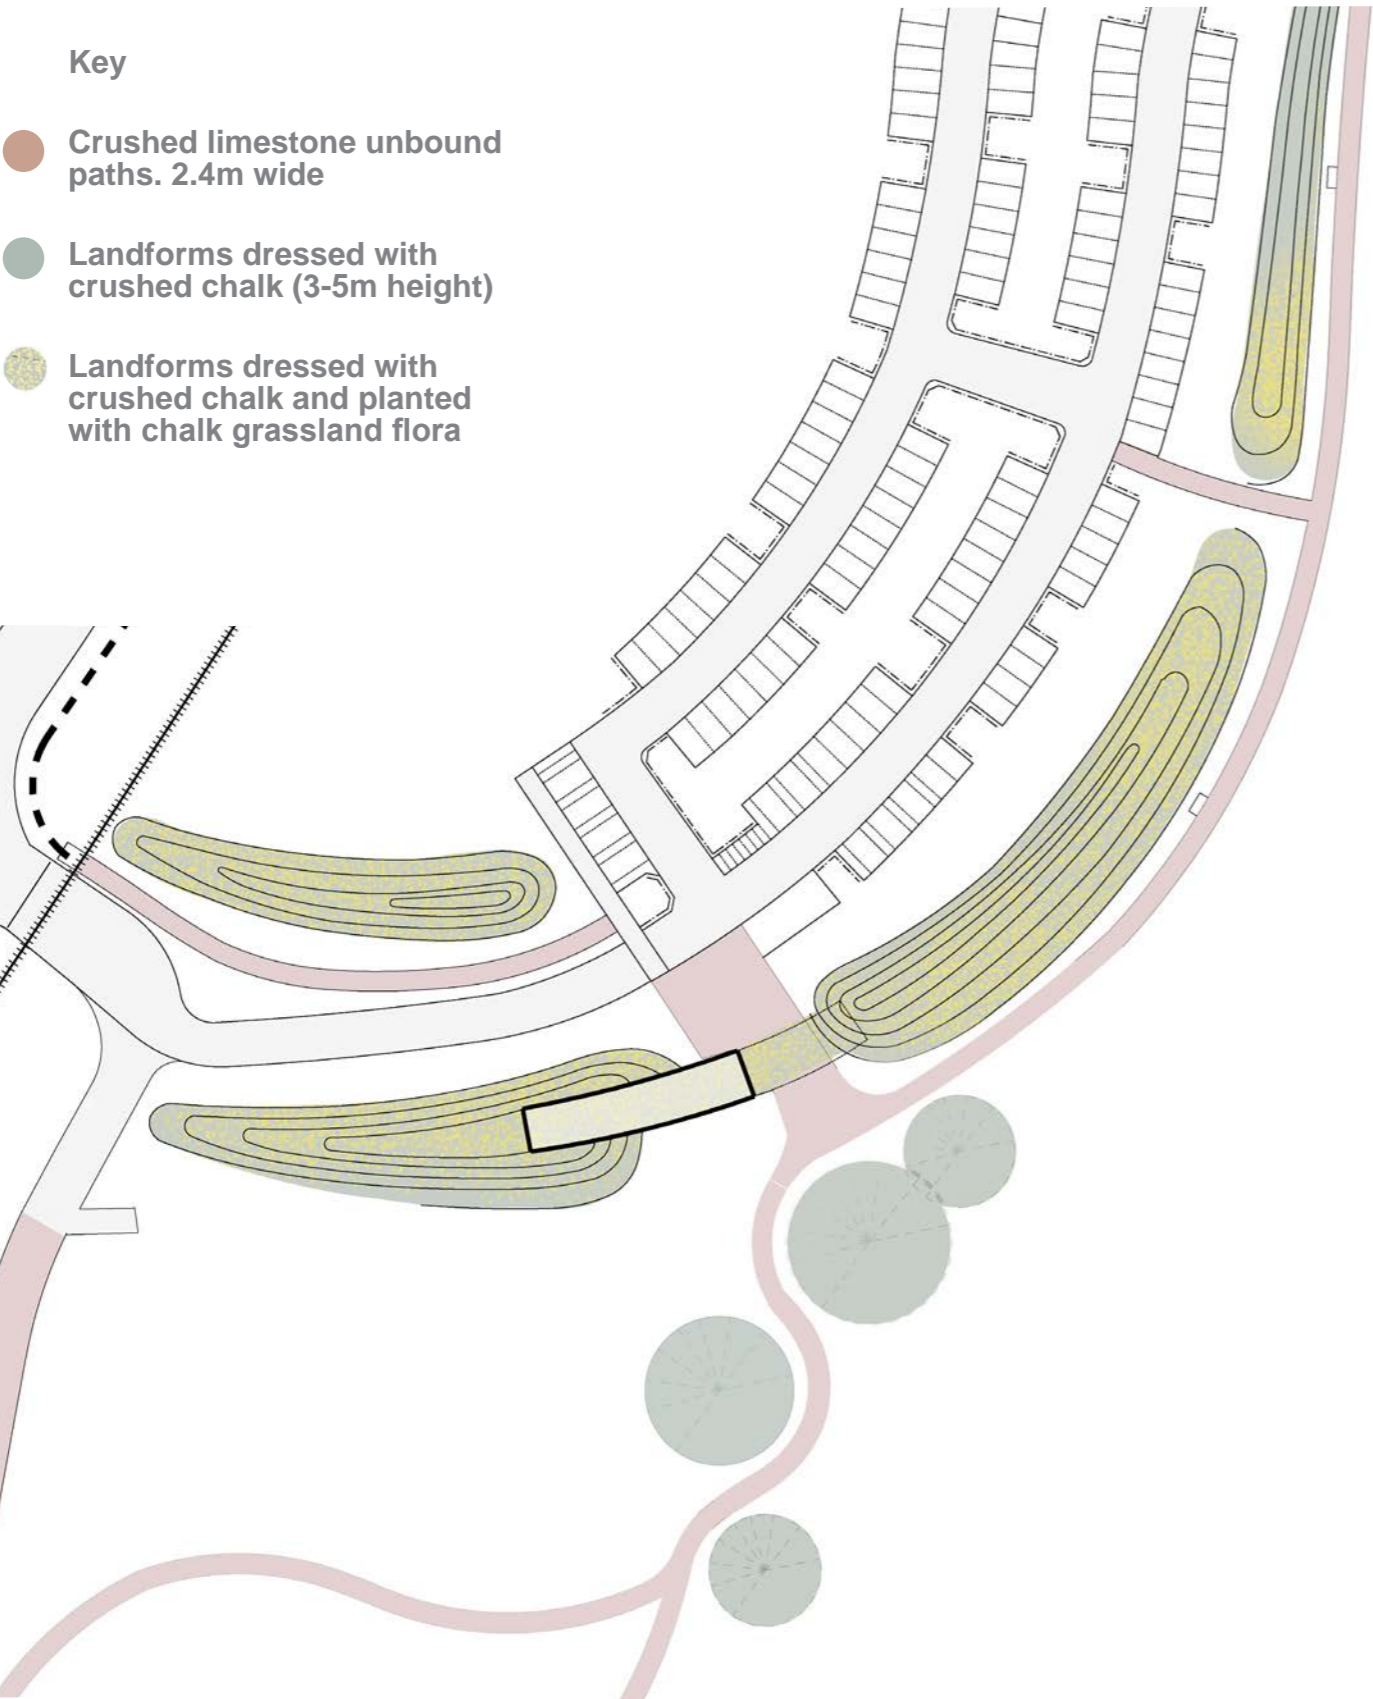 Key
Crushed limestone unbound
paths. 2.4m wide
Landforms dressed with
crushed chalk (3-5m height)
Landforms dressed with
crushed chalk and planted
with chalk grassland flora